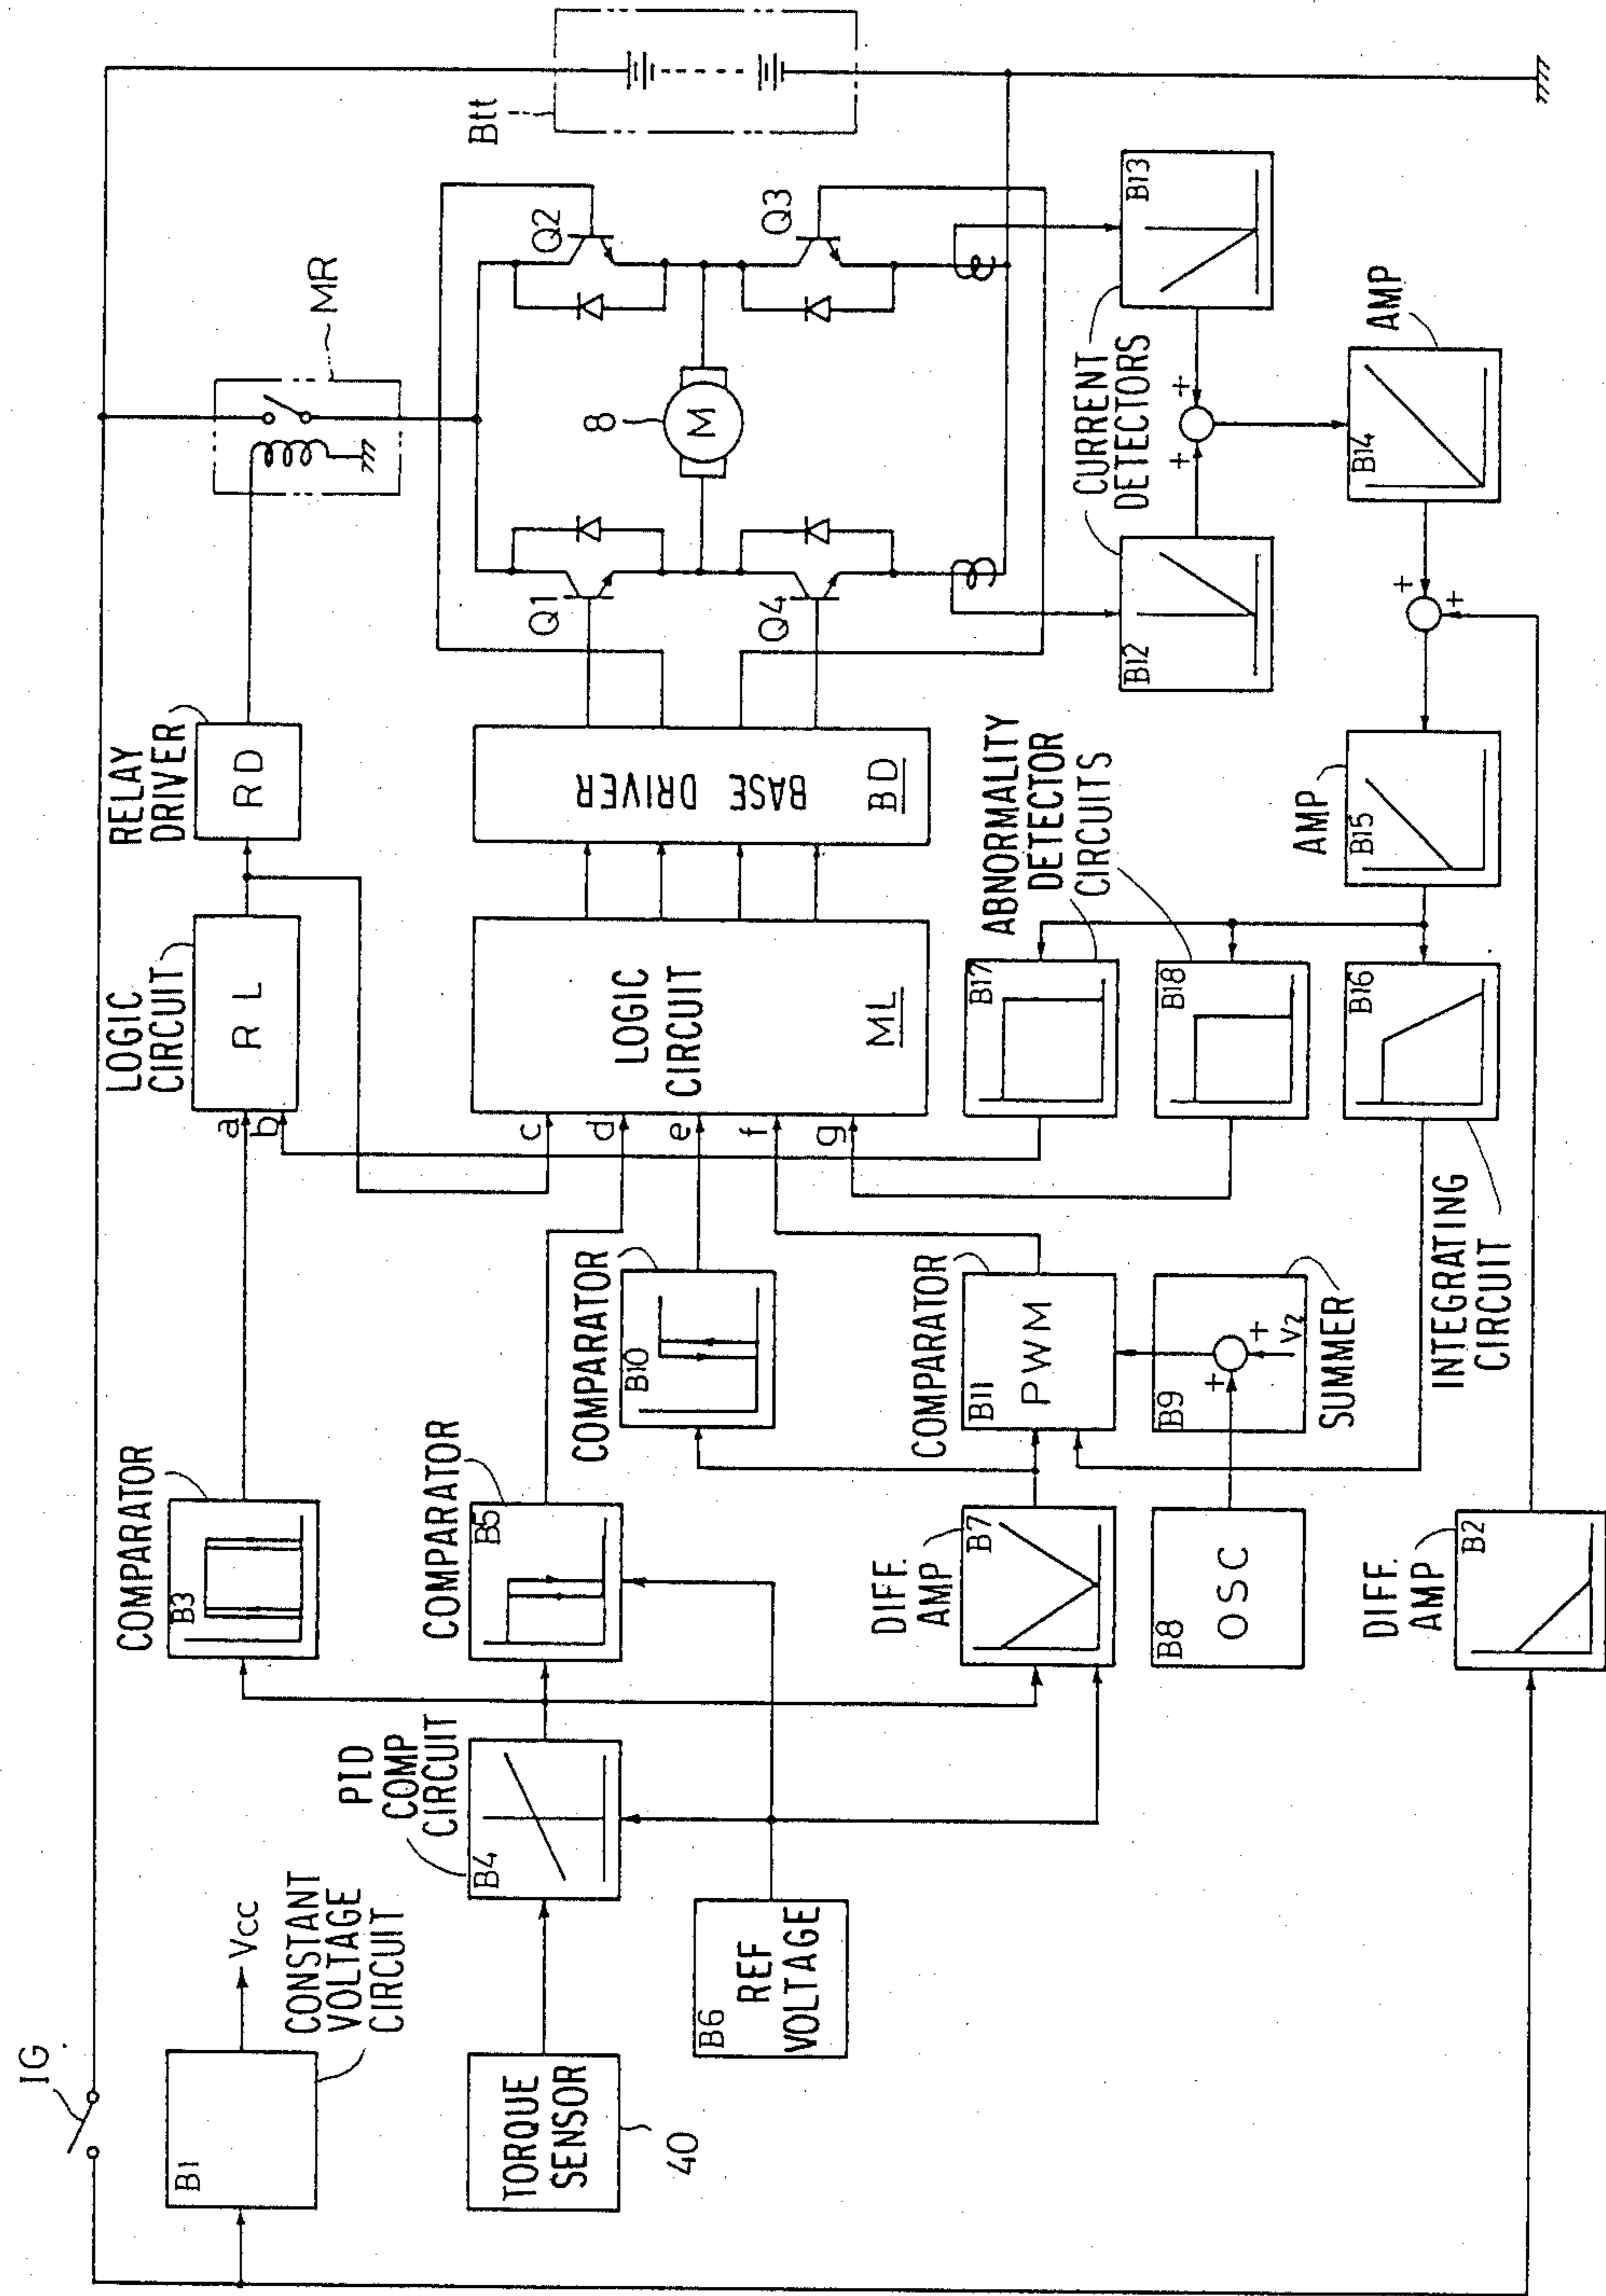 IG
B1
Vcc
CONSTANT
VOLTAGE
CIRCUIT
TORQUE
SENSOR
40
B6
REF
VOLTAGE
PID
COMP
CIRCUIT
B4
COMPARATOR
B3
COMPARATOR
B5
DIFF.
AMP
B7
B8
OSC
DIFF.
AMP
B2
COMPARATOR
B10
COMPARATOR
B11
PWM
B9
+
+
Vz
SUMMER
INTEGRATING
CIRCUIT
LOGIC
CIRCUIT
RL
a
b
c
d
e
f
g
LOGIC
CIRCUIT
ML
ABNORMALITY
DETECTOR
CIRCUITS
B17
B18
B16
RELAY
DRIVER
RD
BASE DRIVER
BD
AMP
B15
+
+
MR
Q1
Q2
Q3
Q4
8
M
Btt
CURRENT
DETECTORS
B12
B13
+
+
AMP
B14